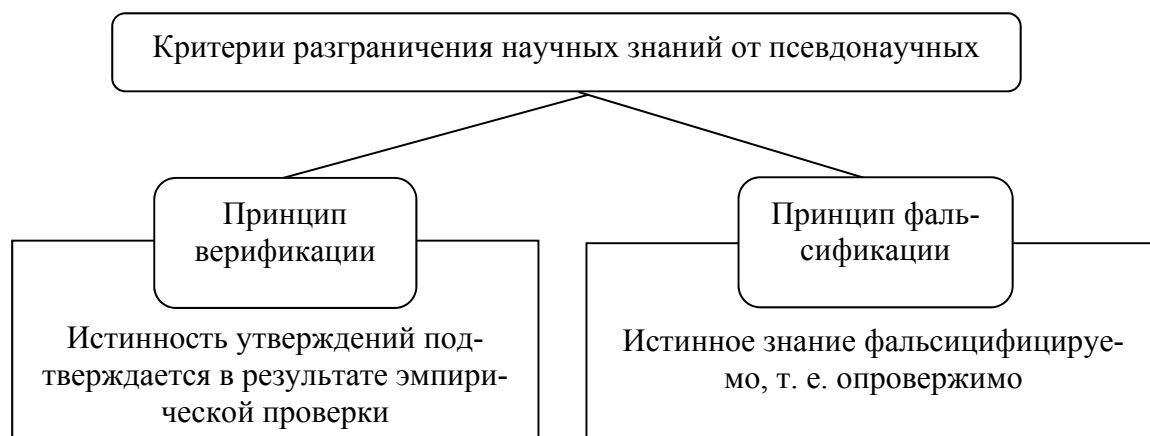 Критерии разграничения научных знаний от псевдонаучных
Принцип
верификации
Принцип фаль-
сификации
Истинность утверждений под-
тверждается в результате эмпири-
ческой проверки
Истинное знание фальсицифицируе-
мо, т. е. опровержимо